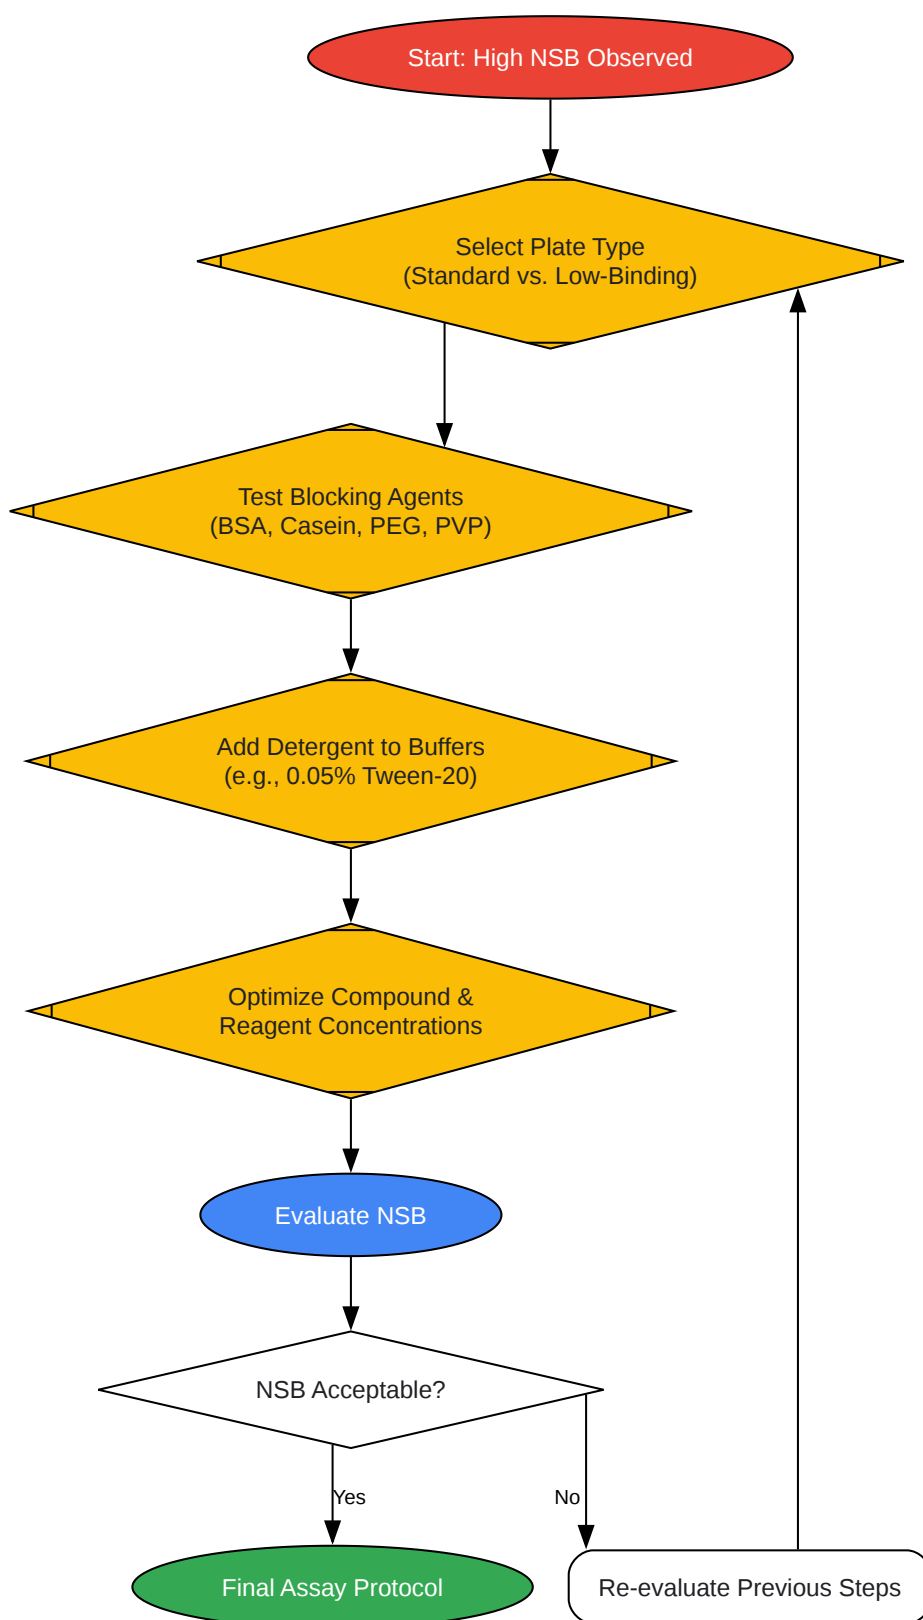 Start: High NSB Observed
Select Plate Type
(Standard vs. Low-Binding)
Test Blocking Agents
(BSA, Casein, PEG, PVP)
Add Detergent to Buffers
(e.g., 0.05% Tween-20)
Optimize Compound &
Reagent Concentrations
Evaluate NSB
NSB Acceptable?
Yes
No
Final Assay Protocol
Re-evaluate Previous Steps